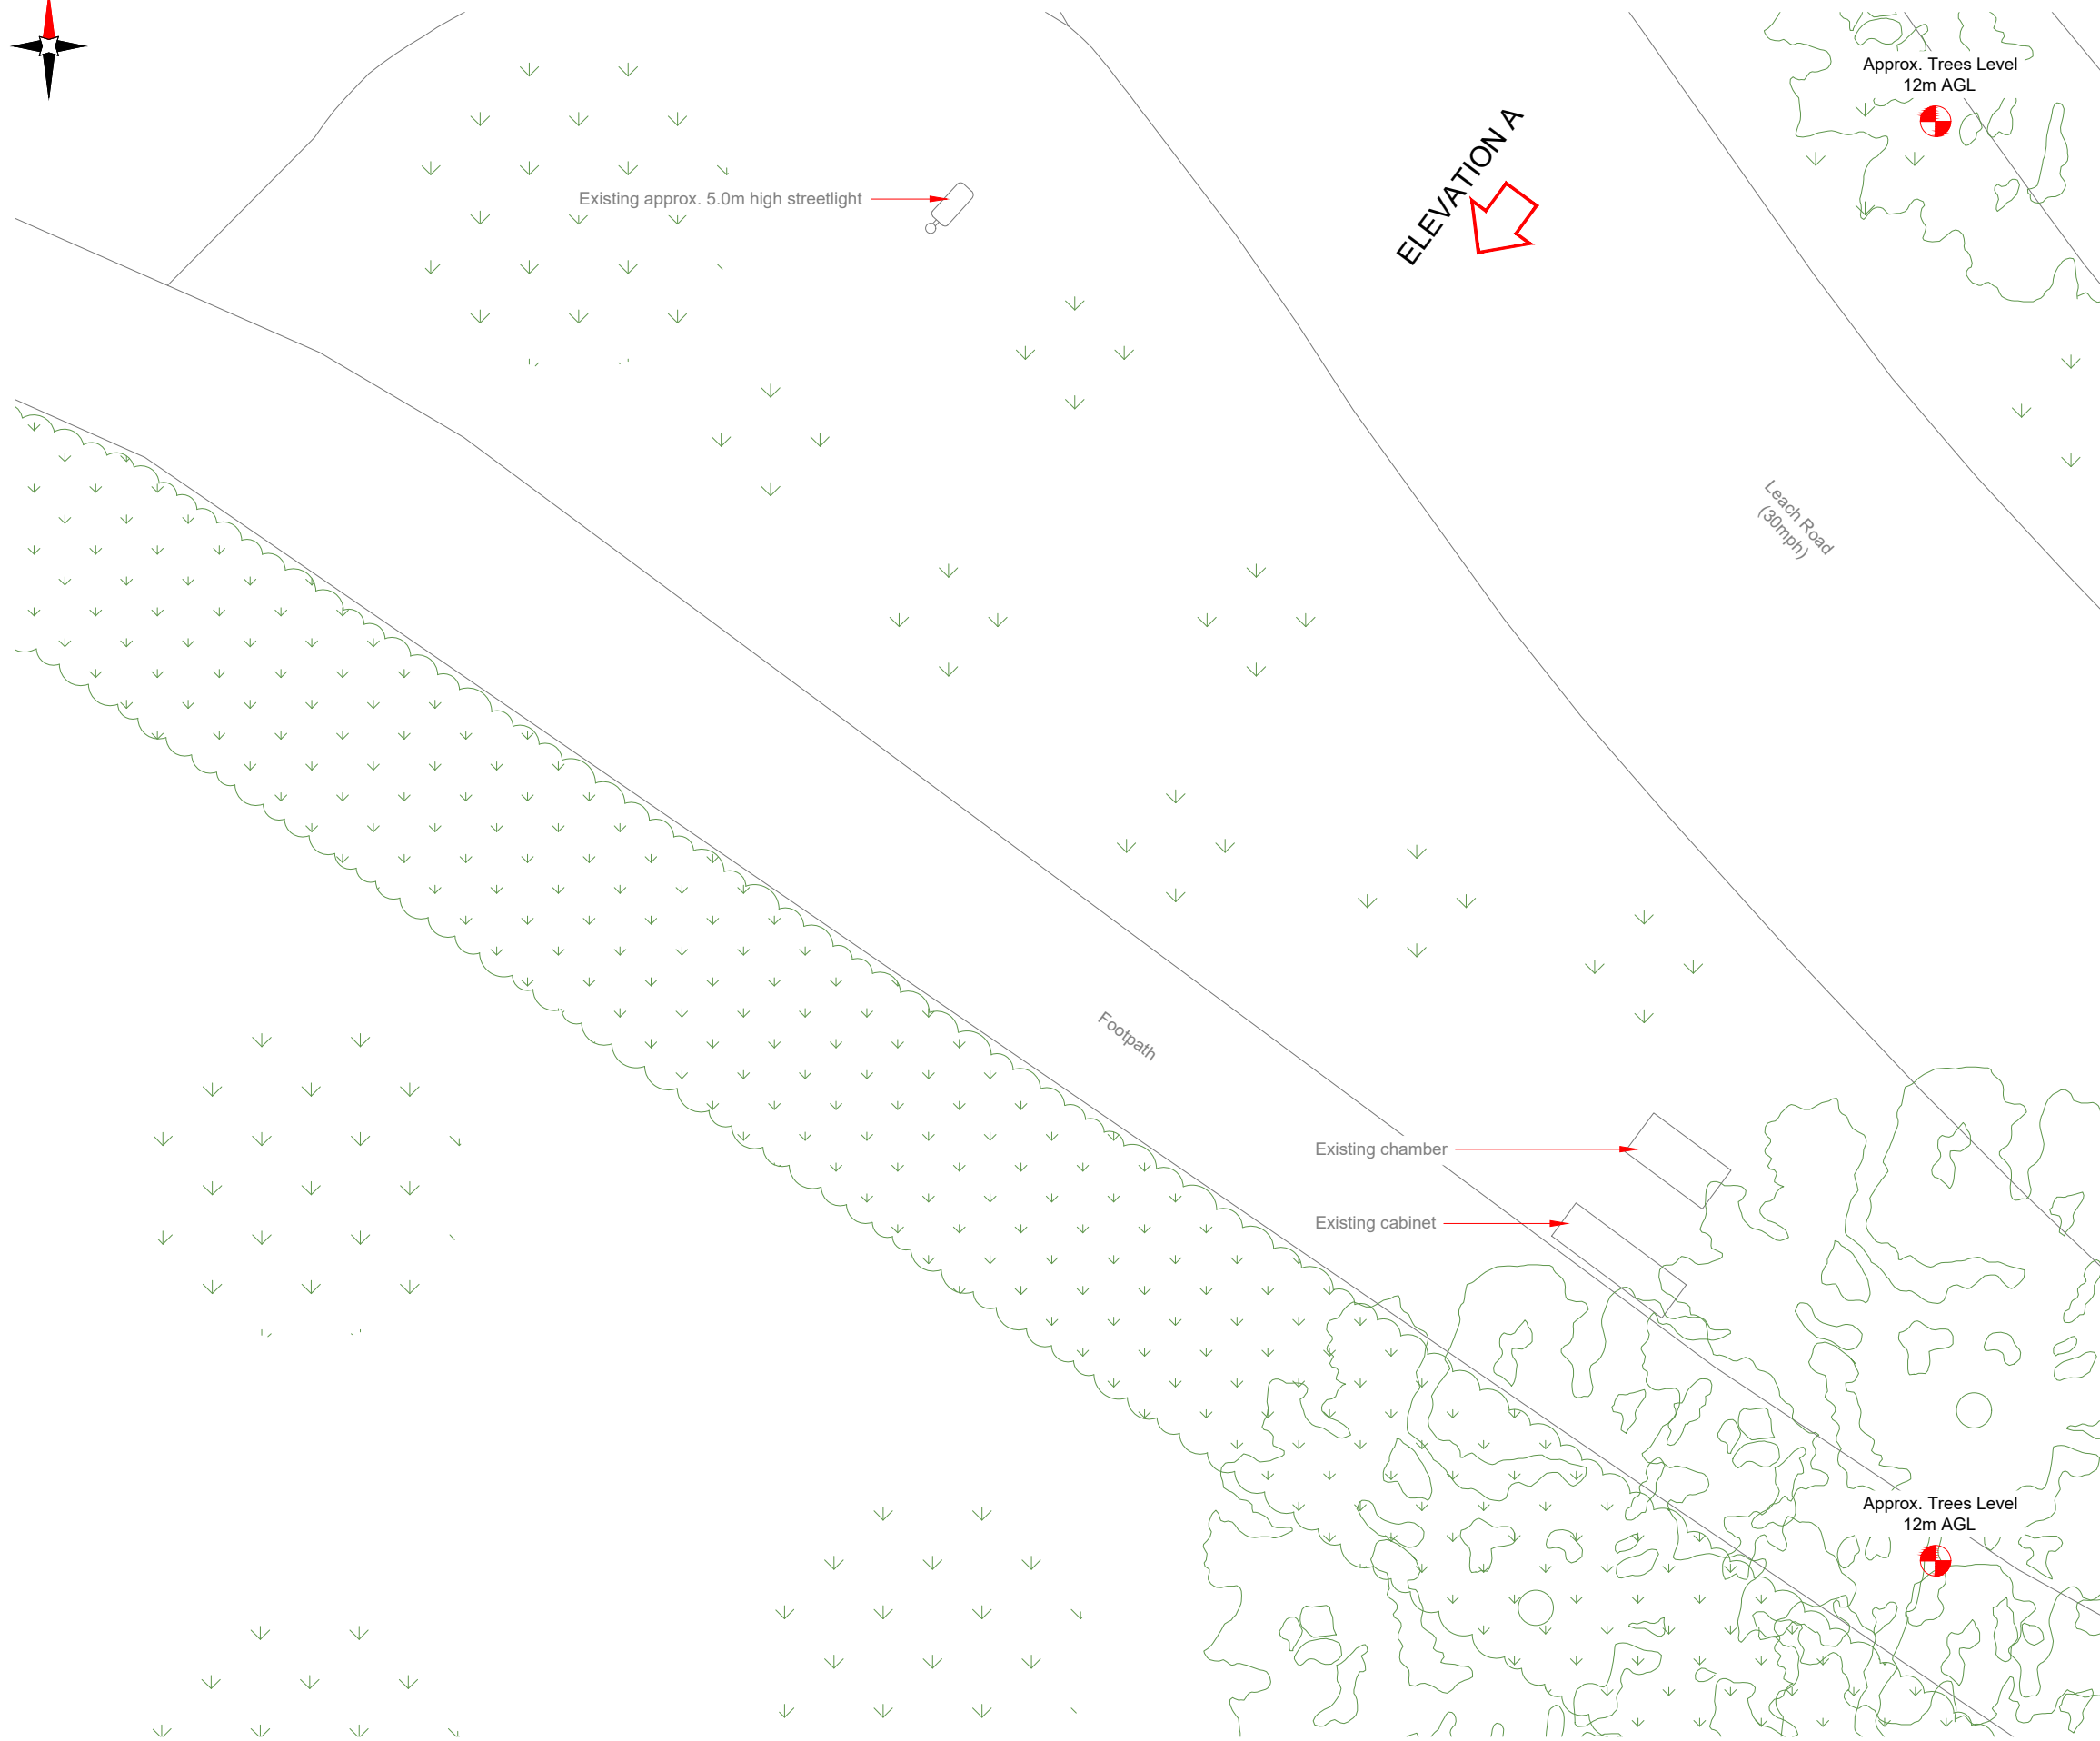 Approx. Trees Level
12m AGL
ELEVATION A
Existing approx. 5.0m high streetlight
Leach Road
(30mph)
Footpath
Existing chamber
Existing cabinet
Approx. Trees Level
12m AGL